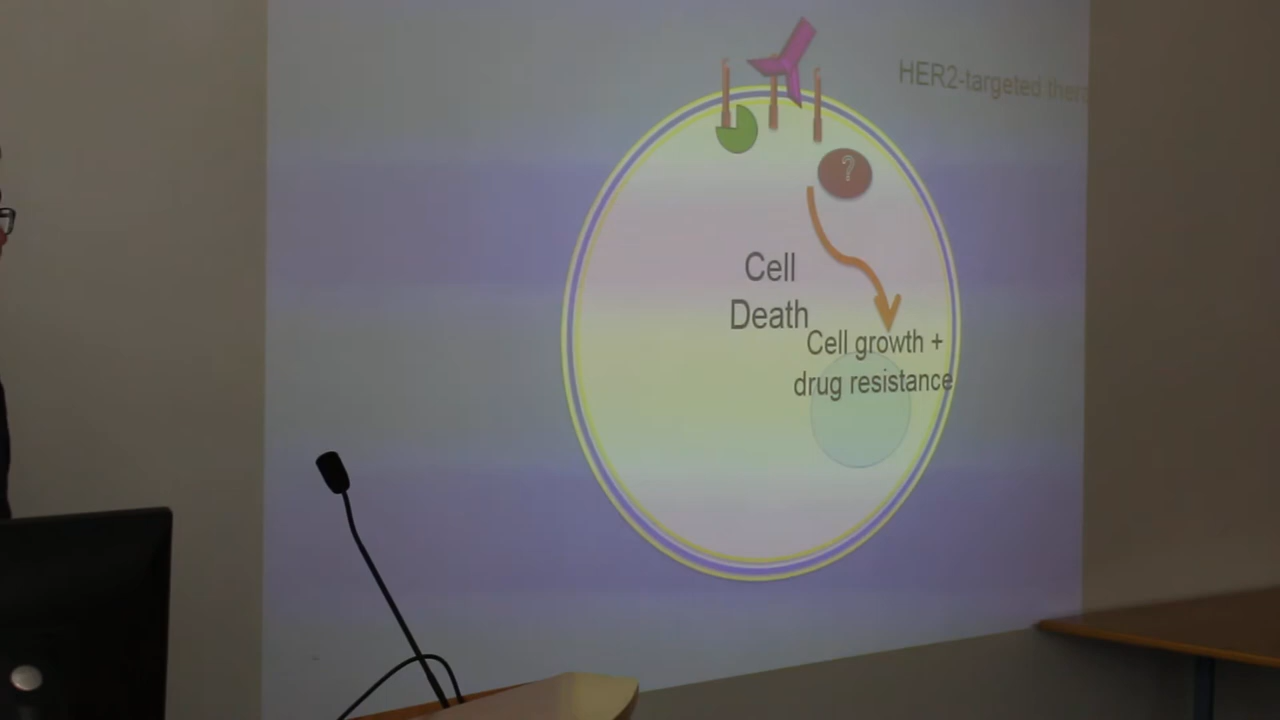 HER2-targeted
?
Cell
Death
Cell growth +
drug resistance